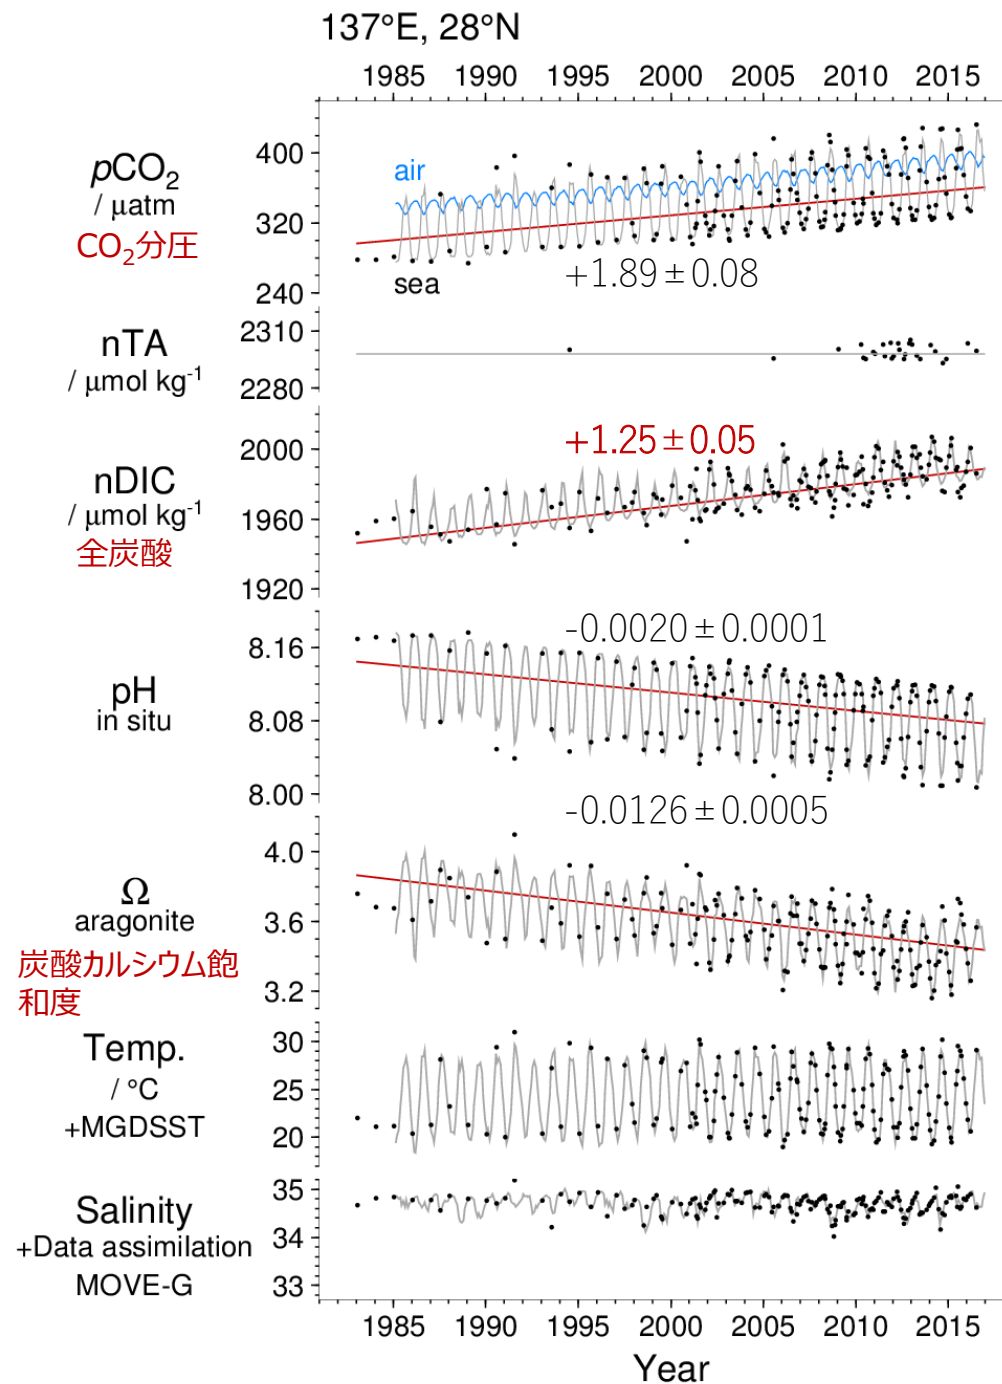 137°E, 28°N
1985 1990 1995 2000 2005 2010 2015
pCO2
/ μatm
CO2分圧
400
320
240
air
sea
+1.89±0.08
nTA
/ μmol kg-1
2310
2280
nDIC
/ μmol kg-1
全炭酸
2000
1960
1920
+1.25±0.05
pH
in situ
8.16
8.08
8.00
-0.0020±0.0001
-0.0126±0.0005
Ω
aragonite
炭酸カルシウム飽
和度
4.0
3.6
3.2
Temp.
/ °C
+MGDSST
30
25
20
Salinity
+Data assimilation
MOVE-G
35
34
33
1985 1990 1995 2000 2005 2010 2015
Year